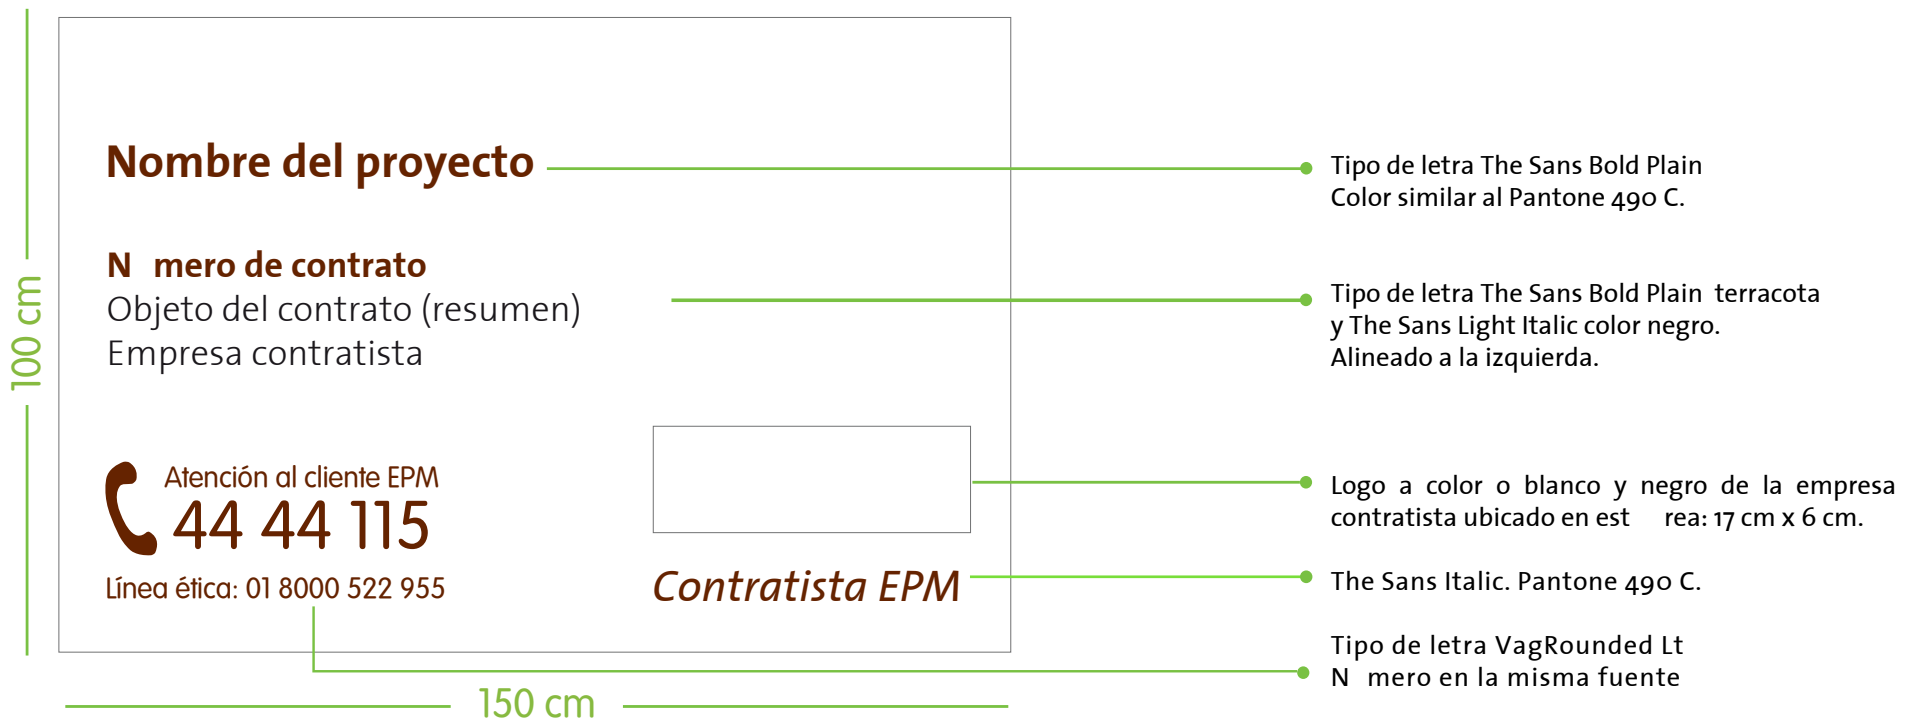 Nombre del proyecto
N mero de contrato
Objeto del contrato (resumen)
Empresa contratista
Atención al cliente EPM
44 44 115
Línea ética: 01 8000 522 955
Contratista EPM
100 cm
150 cm
Tipo de letra The Sans Bold Plain
Color similar al Pantone 490 C.
Tipo de letra The Sans Bold Plain terracota
y The Sans Light Italic color negro.
Alineado a la izquierda.
Logo a color o blanco y negro de la empresa
contratista ubicado en est rea: 17 cm x 6 cm.
The Sans Italic. Pantone 490 C.
Tipo de letra VagRounded Lt
N mero en la misma fuente